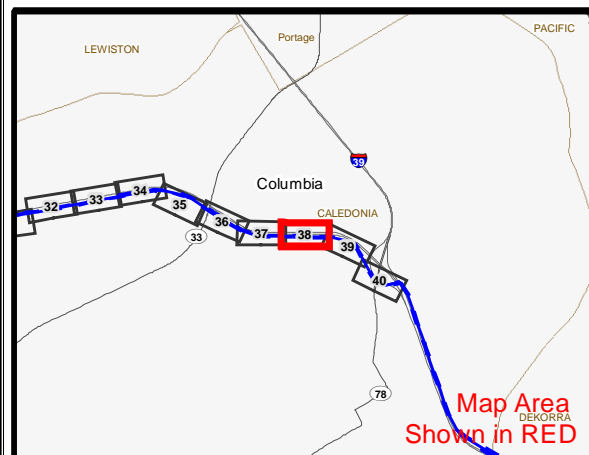 PACIFIC
Portage
LEWISTON
39
Columbia
CALEDONIA
32
33
34
35
36
33
37
38
39
40
78
Map Area
DEKORRA
Shown in RED